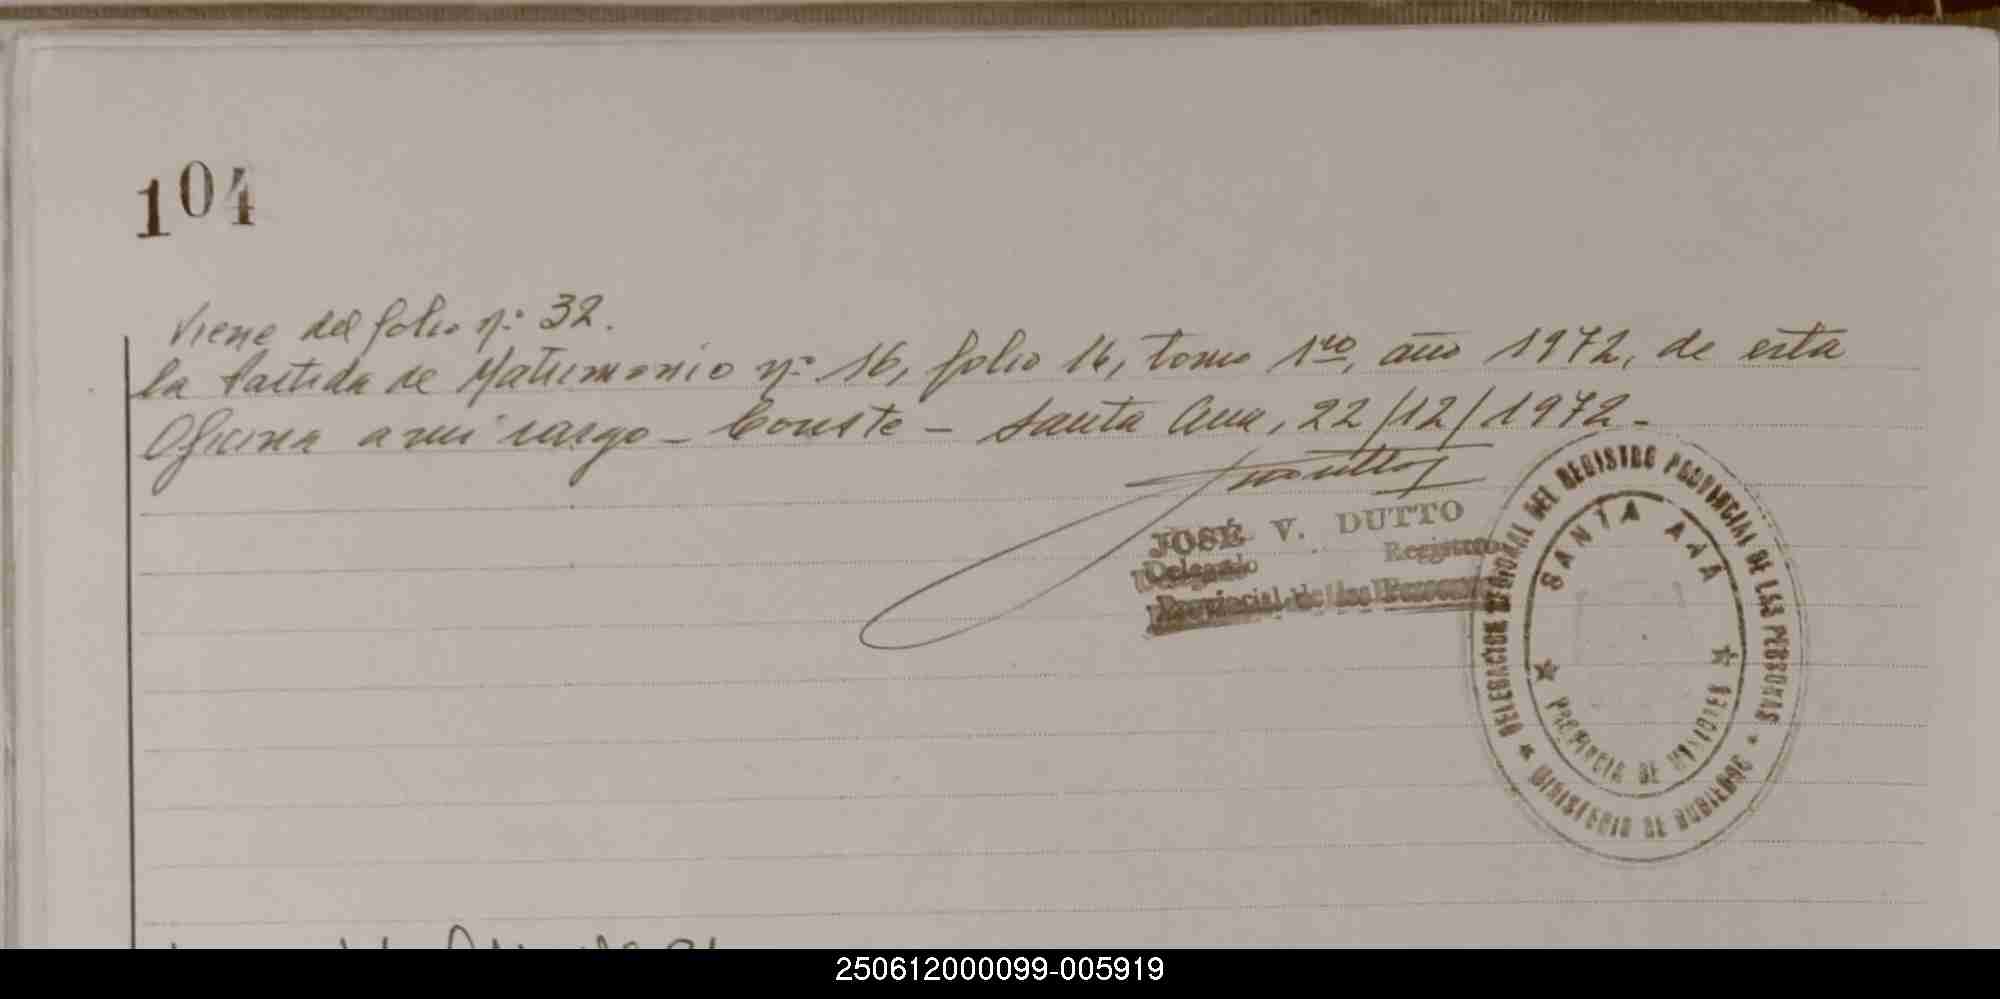 104
Viene del folio nº 32.
la Partida de Matrimonio nº 16, folio 16, tomo 1ro, año 1972, de esta
Oficina a mi cargo - Conste - Santa Ana, 22/12/1972.-
JOSÉ V. DUTTO
Delegado Registro
Provincial de las Personas
DELEGACION REGIONAL DEL REGISTRO PROVINCIAL DE LAS PERSONAS
SANTA ANA
PROVINCIA DE MISIONES
MINISTERIO DE GOBIERNO
250612000099-005919